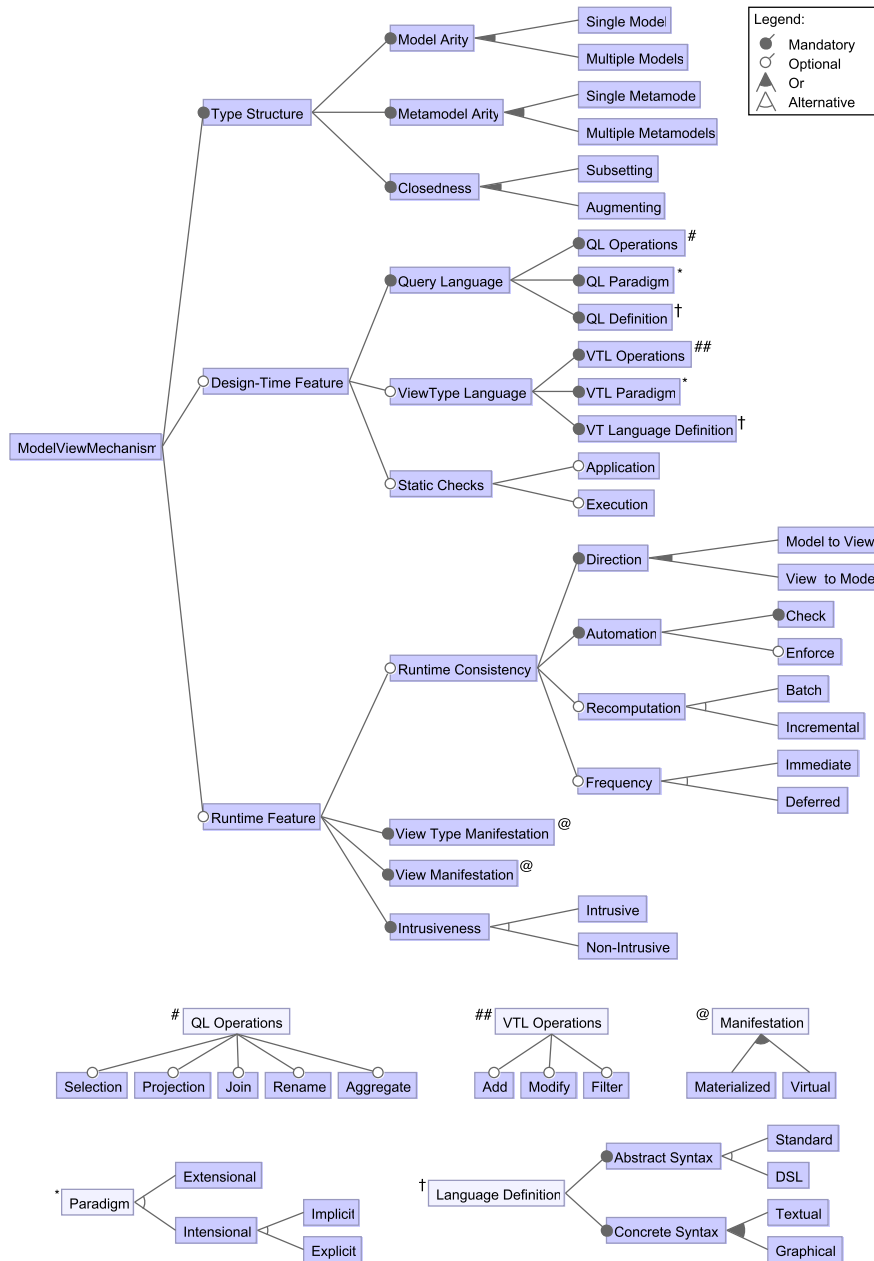 Legend:
Mandatory
Optional
Or
Alternative
Single Model
Model Arity
Multiple Models
Single Metamode
Type Structure
Metamodel Arity
Multiple Metamodels
Subsetting
Closedness
Augmenting
QL Operations #
Query Language
QL Paradigm *
QL Definition †
VTL Operations ##
Design-Time Feature
ViewType Language
VTL Paradigm *
VT Language Definition †
ModelViewMechanism
Application
Static Checks
Execution
Model to View
Direction
View to Mode
Check
Automation
Enforce
Runtime Consistency
Batch
Recomputation
Incremental
Immediate
Frequency
Deferred
Runtime Feature
View Type Manifestation @
View Manifestation @
Intrusive
Intrusiveness
Non-Intrusive
# QL Operations
Selection Projection Join Rename Aggregate
## VTL Operations
Add Modify Filter
@ Manifestation
Materialized Virtual
* Paradigm
Extensional
Intensional
Implicit
Explicit
† Language Definition
Abstract Syntax
Standard
DSL
Concrete Syntax
Textual
Graphical